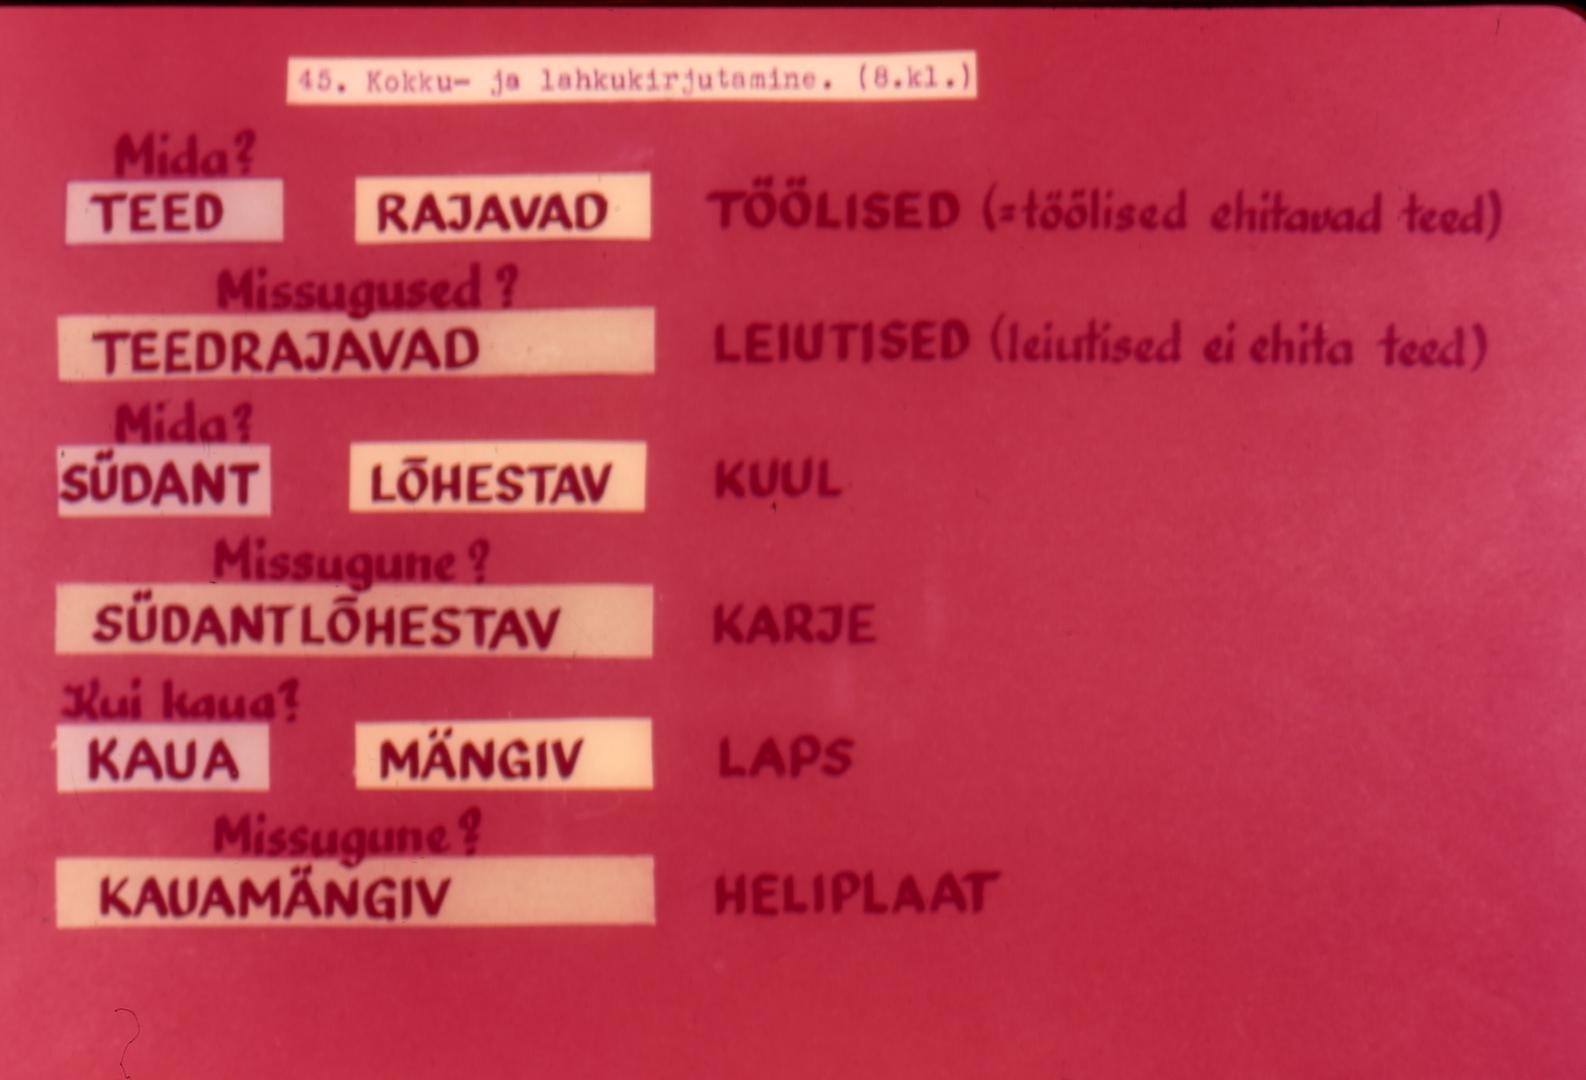 45. Kokku- ja lahkukirjutamine. (8.kl.)
Mida?
TEED RAJAVAD TÖÖLISED (=töölised ehitavad teed)
Missugused?
TEEDRAJAVAD LEIUTISED (leiutised ei ehita teed)
Mida?
SÜDANT LÕHESTAV KUUL
Missugune?
SÜDANTLÕHESTAV KARJE
Kui kaua?
KAUA MÄNGIV LAPS
Missugune?
KAUAMÄNGIV HELIPLAAT